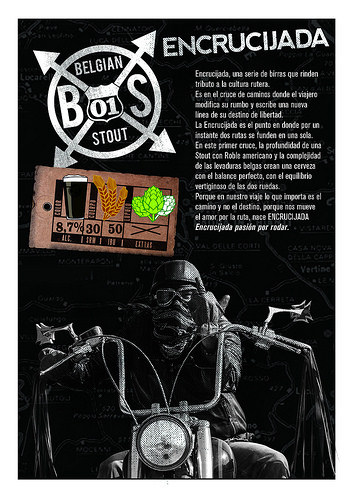 ENCRUCIJADA
BELGIAN
B 01 S
STOUT
Encrucijada, una serie de birras que rinden
tributo a la cultura rutera.
Es en el cruce de caminos donde el viajero
modifica su rumbo y escribe una nueva
linea de su destino de libertad.
La Encrucijada es el punto en donde por un
instante dos rutas se funden en una sola.
En este primer cruce, la profundidad de una
Stout con Roble americano y la complejidad
de las levaduras belgas crean una cerveza
con el balance perfecto, con el equilibrio
vertiginoso de las dos ruedas.
Porque en nuestro viaje lo que importa es el
camino y no el destino, porque nos mueve
el amor por la ruta, nace ENCRUCIJADA
Encrucijada pasión por rodar.
8,7% 30 50
ALC. SRM IBU EXTRAS